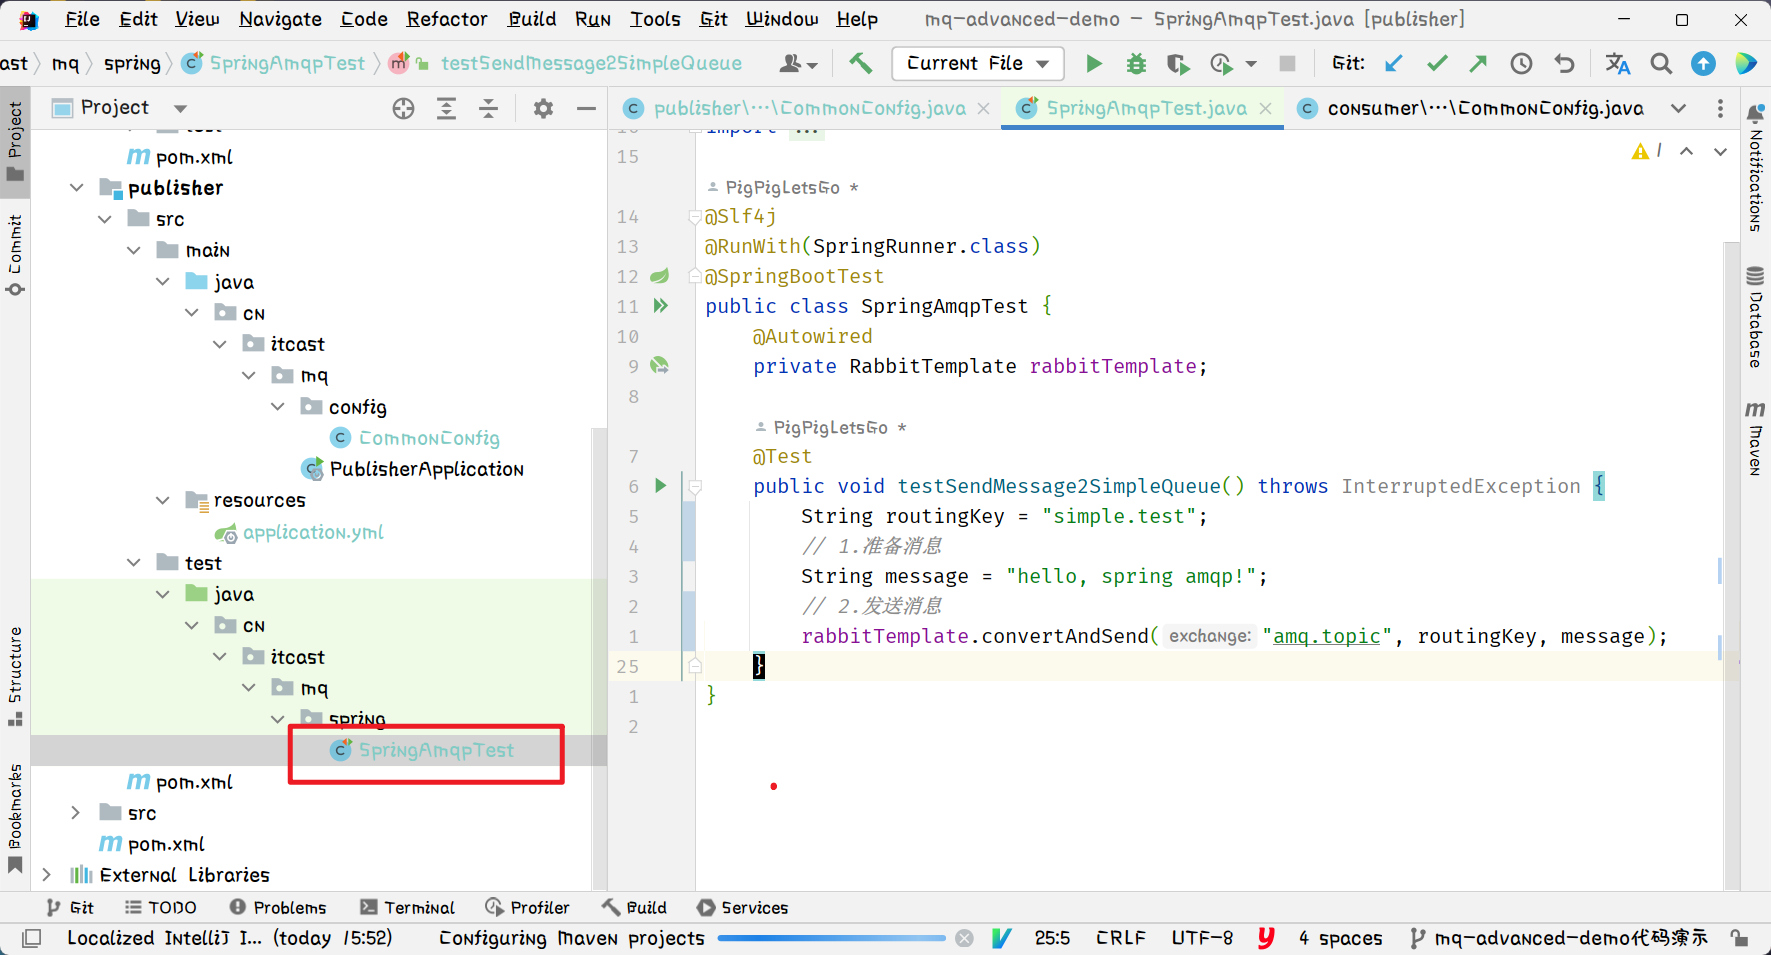 File Edit View Navigate Code Refactor Build Run Tools Git Window Help mq-advanced-demo – SpringAmqpTest.java [publisher]
ast mq spring SpringAmqpTest testSendMessage2SimpleQueue Current File Git:
Project publisher\…\CommonConfig.java SpringAmqpTest.java consumer\…\CommonConfig.java
Project
Commit
Structure
Bookmarks
test
pom.xml
publisher
src
main
java
cn
itcast
mq
config
CommonConfig
PublisherApplication
resources
application.yml
test
java
cn
itcast
mq
spring
SpringAmqpTest
pom.xml
src
pom.xml
External Libraries
16 import ...
15
PigPigLetsGo *
14 @Slf4j
13 @RunWith(SpringRunner.class)
12 @SpringBootTest
11 public class SpringAmqpTest {
10 @Autowired
9 private RabbitTemplate rabbitTemplate;
8
PigPigLetsGo *
7 @Test
6 public void testSendMessage2SimpleQueue() throws InterruptedException {
5 String routingKey = "simple.test";
4 // 1.准备消息
3 String message = "hello, spring amqp!";
2 // 2.发送消息
1 rabbitTemplate.convertAndSend( exchange: "amq.topic", routingKey, message);
25 }
1 }
2
1
Notifications
Database
Maven
Git TODO Problems Terminal Profiler Build Services
Localized IntelliJ I... (today 15:52) Configuring Maven projects 25:5 CRLF UTF-8 4 spaces mq-advanced-demo代码演示